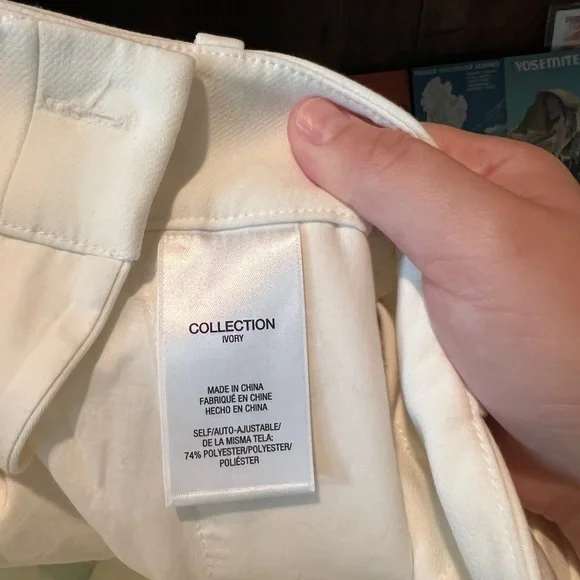 YOSEMITE
COLLECTION
IVORY
MADE IN CHINA
FABRIQUÉ EN CHINE
HECHO EN CHINA
SELF/AUTO-AJUSTABLE/
DE LA MISMA TELA:
74% POLYESTER/POLYESTER/
POLIÉSTER